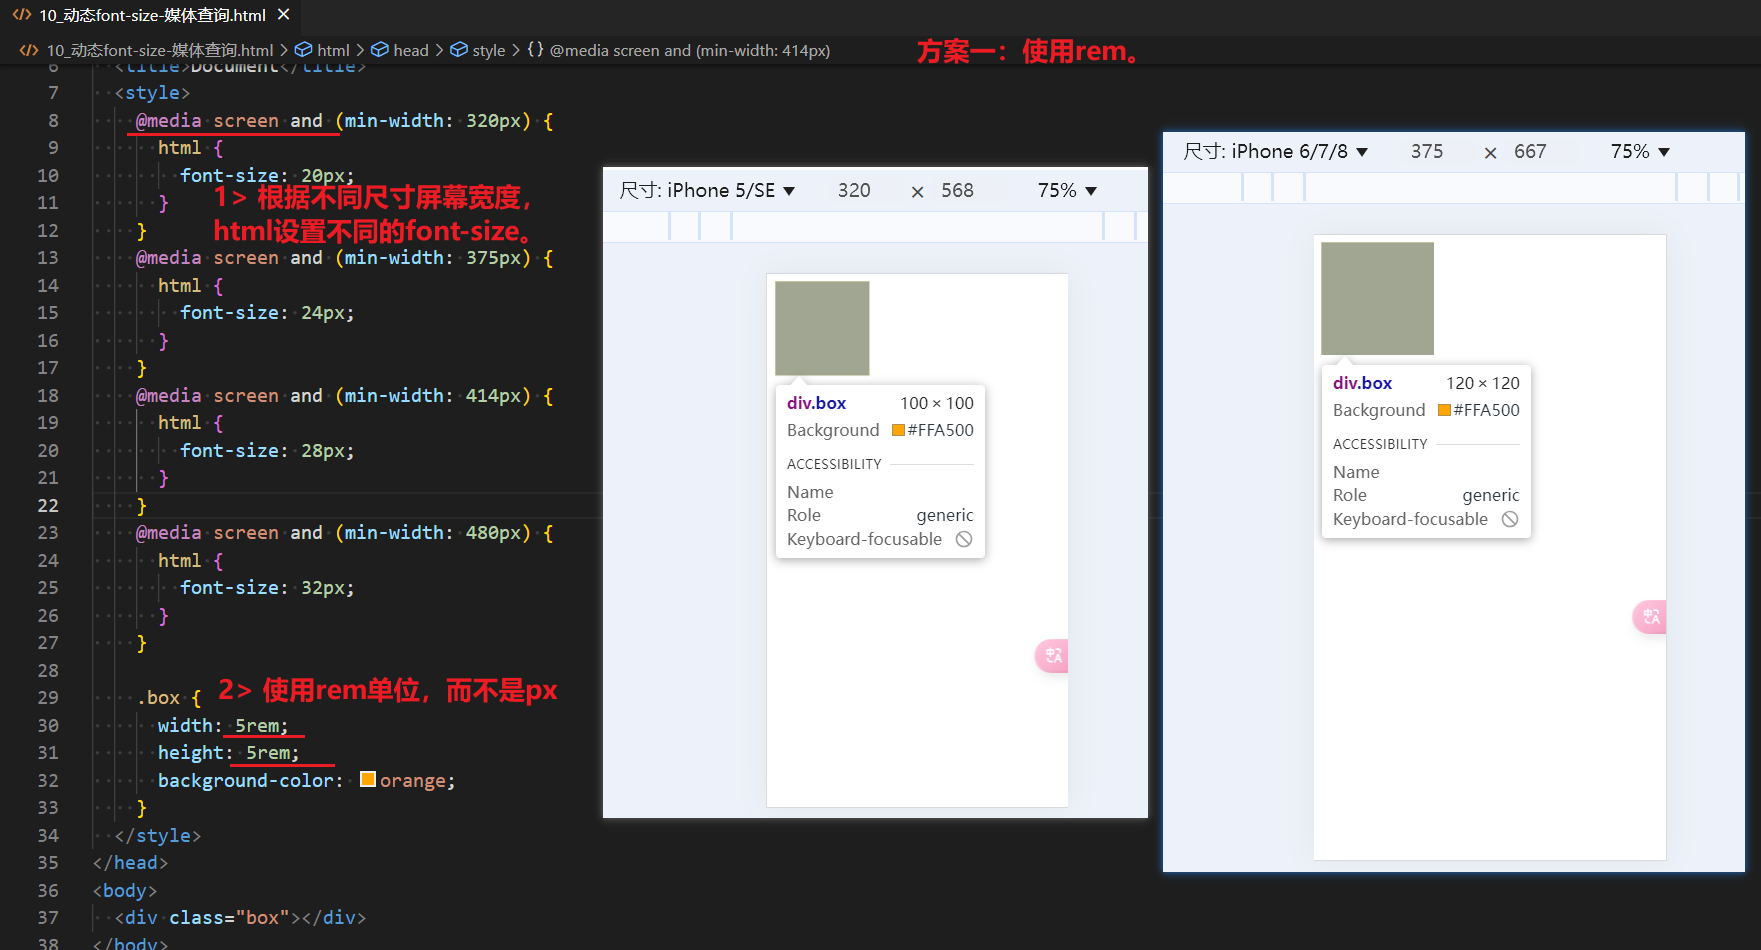 10_动态font-size-媒体查询.html
10_动态font-size-媒体查询.html > html > head > style > {} @media screen and (min-width: 414px)
方案一：使用rem。
6 <title>Document</title>
7 <style>
8 @media screen and (min-width: 320px) {
9 html {
10 font-size: 20px;
11 }
1> 根据不同尺寸屏幕宽度，
12 }
html设置不同的font-size。
13 @media screen and (min-width: 375px) {
14 html {
15 font-size: 24px;
16 }
17 }
18 @media screen and (min-width: 414px) {
19 html {
20 font-size: 28px;
21 }
22 }
23 @media screen and (min-width: 480px) {
24 html {
25 font-size: 32px;
26 }
27 }
28
29 .box {
2> 使用rem单位，而不是px
30 width: 5rem;
31 height: 5rem;
32 background-color: orange;
33 }
34 </style>
35 </head>
36 <body>
37 <div class="box"></div>
38 </body>
尺寸: iPhone 5/SE ▼ 320 × 568 75% ▼
div.box 100 × 100
Background #FFA500
ACCESSIBILITY
Name
Role generic
Keyboard-focusable
中A
尺寸: iPhone 6/7/8 ▼ 375 × 667 75% ▼
div.box 120 × 120
Background #FFA500
ACCESSIBILITY
Name
Role generic
Keyboard-focusable
中A